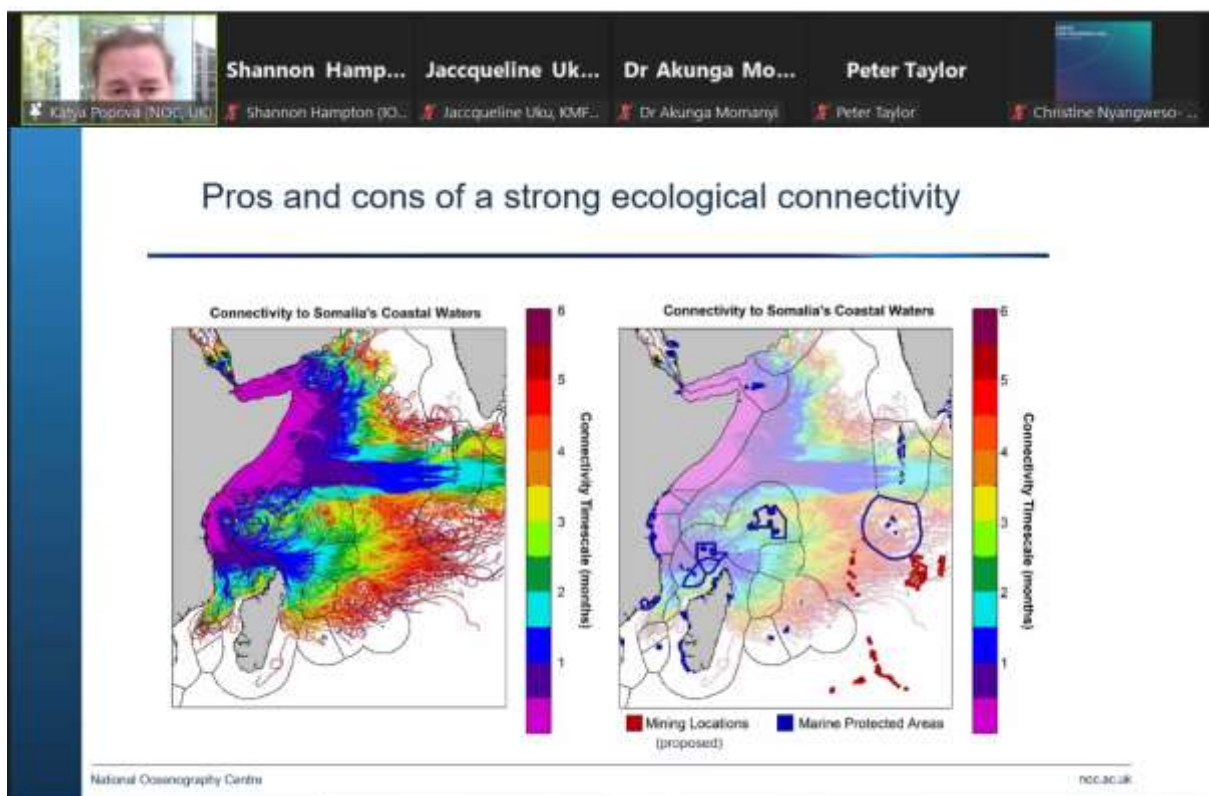 Shannon Hamp...
Jaccqueline Uk...
Dr Akunga Mo...
Peter Taylor
Katya Popova (NOC, UK)
Shannon Hampton (IO...
Jaccqueline Uku, KMF...
Dr Akunga Momanyi
Peter Taylor
Christine Nyangweso- ...
Pros and cons of a strong ecological connectivity
Connectivity to Somalia's Coastal Waters
6
5
4
3
2
1
Connectivity Timescale (months)
Connectivity to Somalia's Coastal Waters
6
5
4
3
2
1
Connectivity Timescale (months)
Mining Locations
(proposed)
Marine Protected Areas
National Oceanography Centre
noc.ac.uk